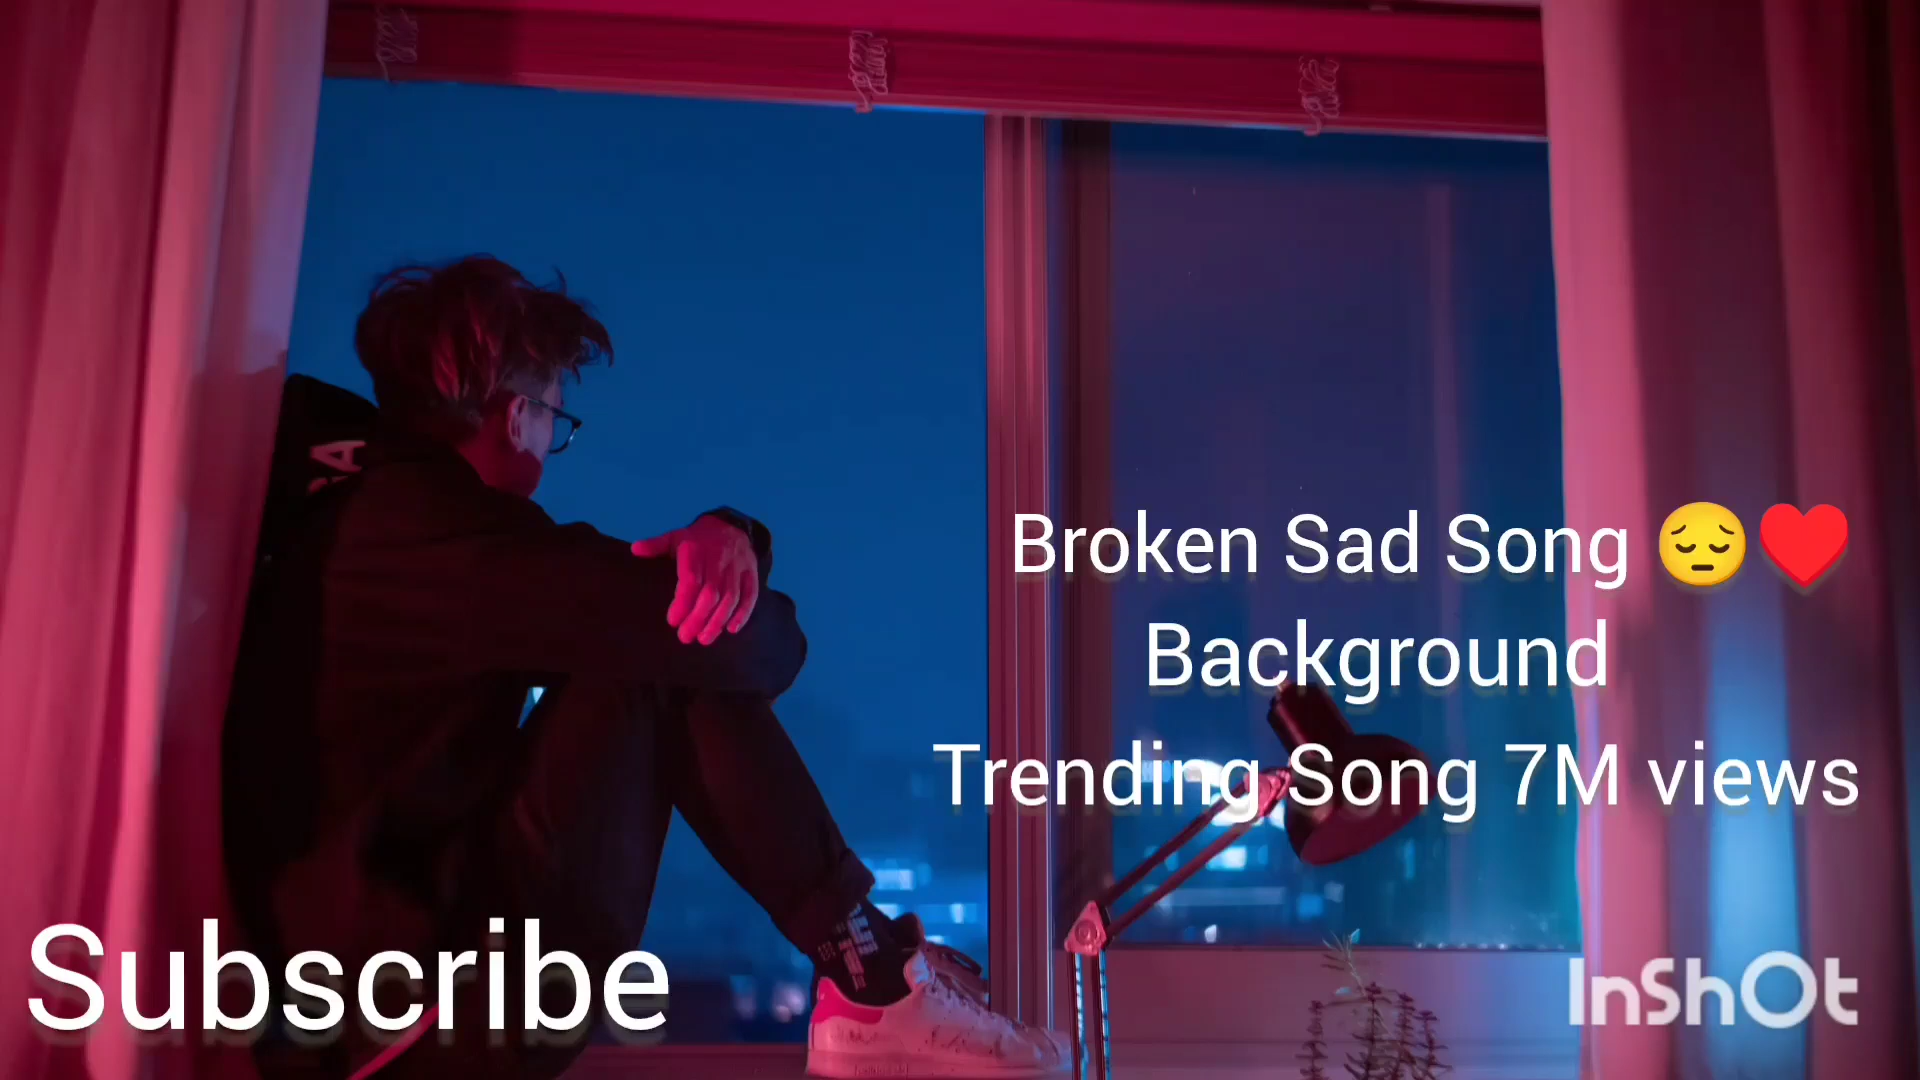 Broken Sad Song 😔♥️
Background
Trending Song 7M views
Subscribe
InShOt